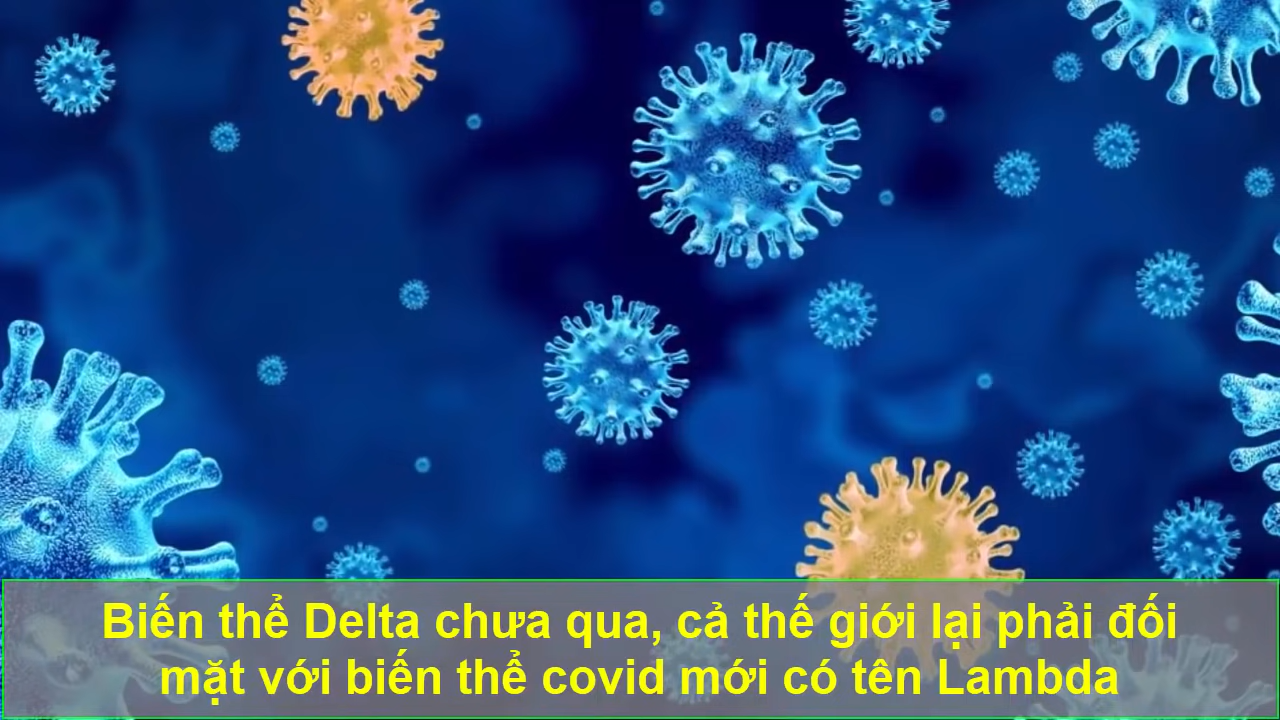 Biến thể Delta chưa qua, cả thế giới lại phải đối
mặt với biến thể covid mới có tên Lambda